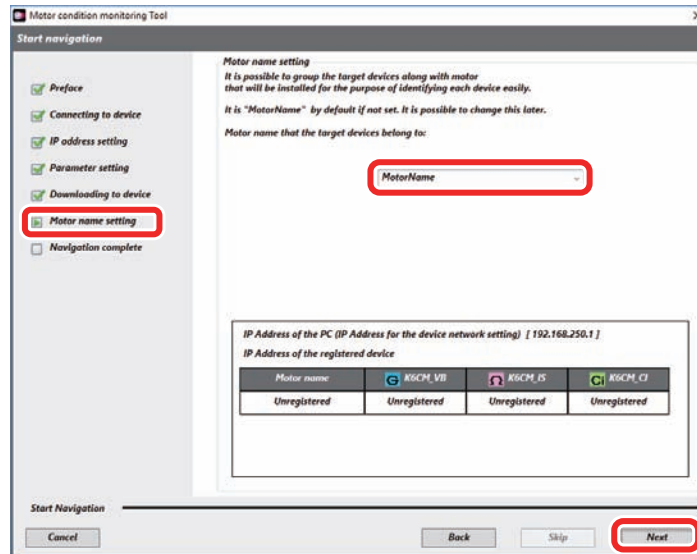 Motor condition monitoring Tool
Start navigation
Preface
Connecting to device
IP address setting
Parameter setting
Downloading to device
Motor name setting
Navigation complete
Motor name setting
It is possible to group the target devices along with motor
that will be installed for the purpose of identifying each device easily.
It is "MotorName" by default if not set. It is possible to change this later.
Motor name that the target devices belong to:
MotorName
IP Address of the PC (IP Address for the device network setting) [ 192.168.250.1 ]
IP Address of the registered device
Motor name K6CM_VB K6CM_IS K6CM_CI
Unregistered Unregistered Unregistered Unregistered
Start Navigation
Cancel Back Skip Next